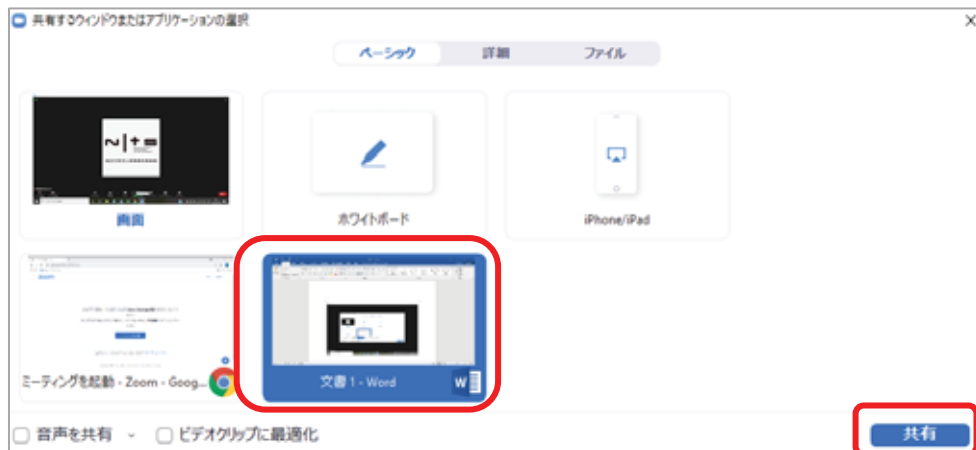 共有するウィンドウまたはアプリケーションの選択
ベーシック 詳細 ファイル
画面 ホワイトボード iPhone/iPad
ミーティングを起動 - Zoom - Goog... 文書 1 - Word
音声を共有 ビデオクリップに最適化 共有